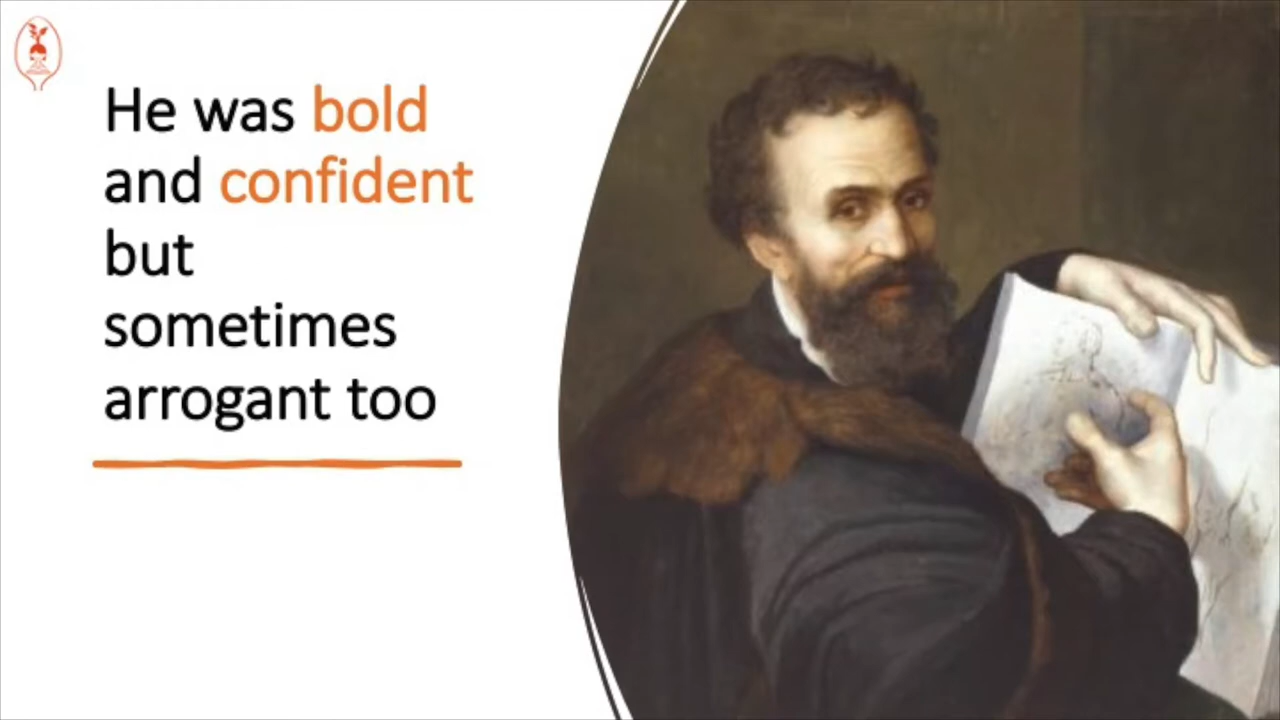 He was bold
and confident
but
sometimes
arrogant too